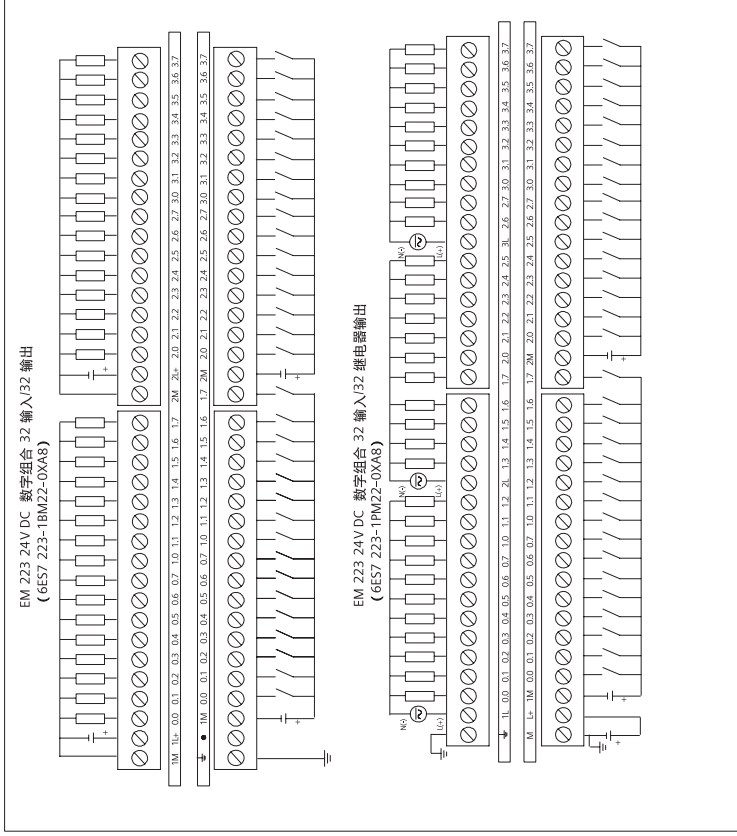 EM 223 24V DC 数字组合 32 输入/32 输出
(6ES7 223-1BM22-0XA8)
+ +
1M 1L+ 0.0 0.1 0.2 0.3 0.4 0.5 0.6 0.7 1.0 1.1 1.2 1.3 1.4 1.5 1.6 1.7 2M 2L+ 2.0 2.1 2.2 2.3 2.4 2.5 2.6 2.7 3.0 3.1 3.2 3.3 3.4 3.5 3.6 3.7
1M 0.0 0.1 0.2 0.3 0.4 0.5 0.6 0.7 1.0 1.1 1.2 1.3 1.4 1.5 1.6 1.7 2M 2.0 2.1 2.2 2.3 2.4 2.5 2.6 2.7 3.0 3.1 3.2 3.3 3.4 3.5 3.6 3.7
+ +
EM 223 24V DC 数字组合 32 输入/32 继电器输出
(6ES7 223-1PM22-0XA8)
N(-) N(-) N(-)
L(+) L(+) L(+)
1L 0.0 0.1 0.2 0.3 0.4 0.5 0.6 0.7 1.0 1.1 1.2 2L 1.3 1.4 1.5 1.6 1.7 2.0 2.1 2.2 2.3 2.4 2.5 3L 2.6 2.7 3.0 3.1 3.2 3.3 3.4 3.5 3.6 3.7
M L+ 1M 0.0 0.1 0.2 0.3 0.4 0.5 0.6 0.7 1.0 1.1 1.2 1.3 1.4 1.5 1.6 1.7 2M 2.0 2.1 2.2 2.3 2.4 2.5 2.6 2.7 3.0 3.1 3.2 3.3 3.4 3.5 3.6 3.7
+ + +